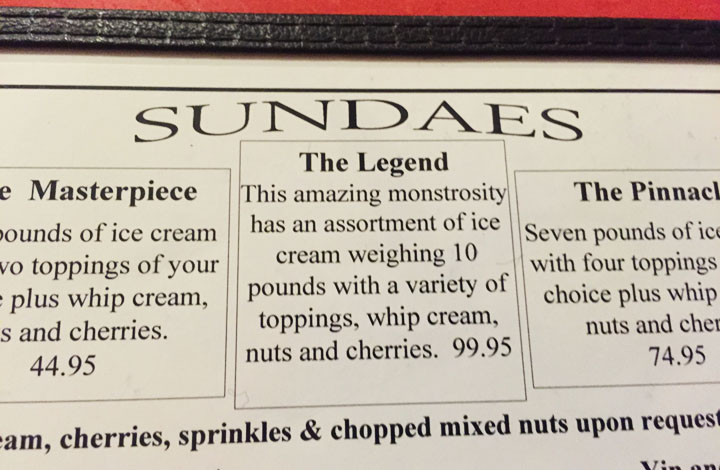 SUNDAES
e Masterpiece
ounds of ice cream
wo toppings of your
plus whip cream,
s and cherries.
44.95
The Legend
This amazing monstrosity
has an assortment of ice
cream weighing 10
pounds with a variety of
toppings, whip cream,
nuts and cherries. 99.95
The Pinnacl
Seven pounds of ice
with four toppings
choice plus whip
nuts and cher
74.95
eam, cherries, sprinkles & chopped mixed nuts upon request